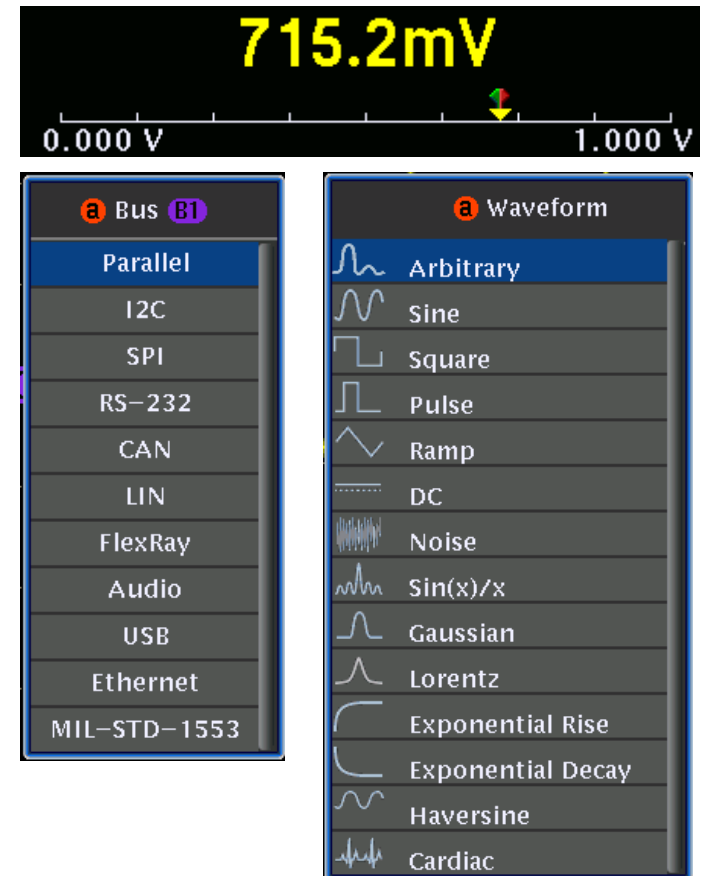 715.2mV
0.000 V 1.000 V
a Bus B1
Parallel
I2C
SPI
RS-232
CAN
LIN
FlexRay
Audio
USB
Ethernet
MIL-STD-1553
a Waveform
Arbitrary
Sine
Square
Pulse
Ramp
DC
Noise
Sin(x)/x
Gaussian
Lorentz
Exponential Rise
Exponential Decay
Haversine
Cardiac